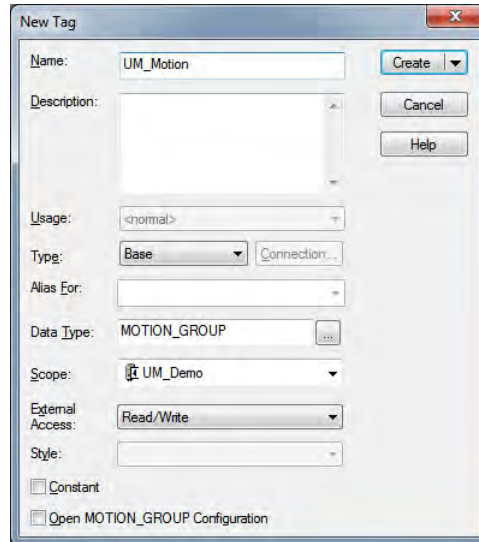 New Tag
Name: UM_Motion Create
Description: Cancel
Help
Usage: <normal>
Type: Base Connection...
Alias For:
Data Type: MOTION_GROUP ...
Scope: UM_Demo
External Access: Read/Write
Style:
Constant
Open MOTION_GROUP Configuration